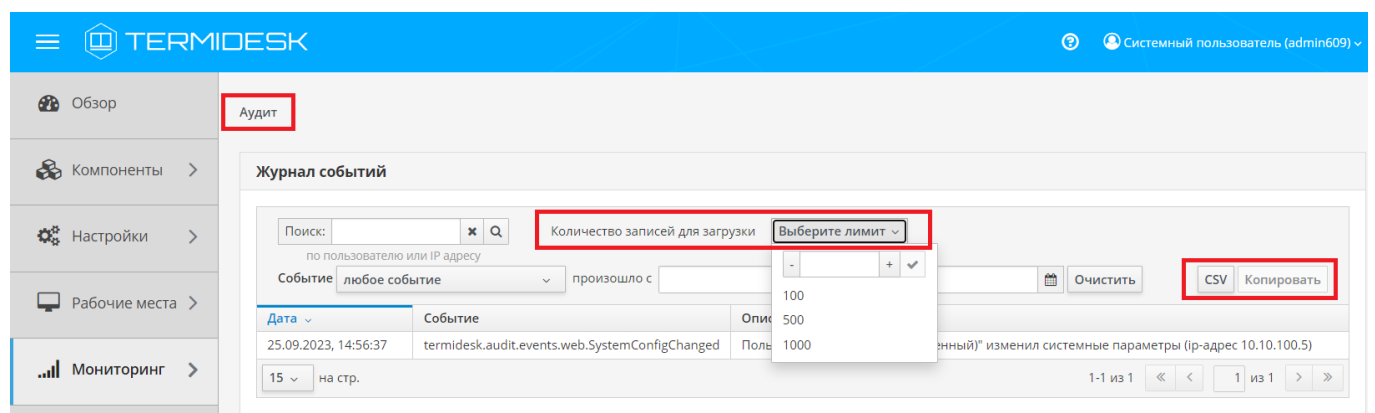 TERMIDESK
Системный пользователь (admin609)
Обзор
Компоненты
Настройки
Рабочие места
Мониторинг
Аудит
Журнал событий
Поиск:
по пользователю или IP адресу
Количество записей для загрузки Выберите лимит
- +
100
500
1000
Событие любое событие произошло с Очистить CSV Копировать
Дата Событие
25.09.2023, 14:56:37 termidesk.audit.events.web.SystemConfigChanged изменил системные параметры (ip-адрес 10.10.100.5)
15 на стр. 1-1 из 1 « < 1 из 1 > »